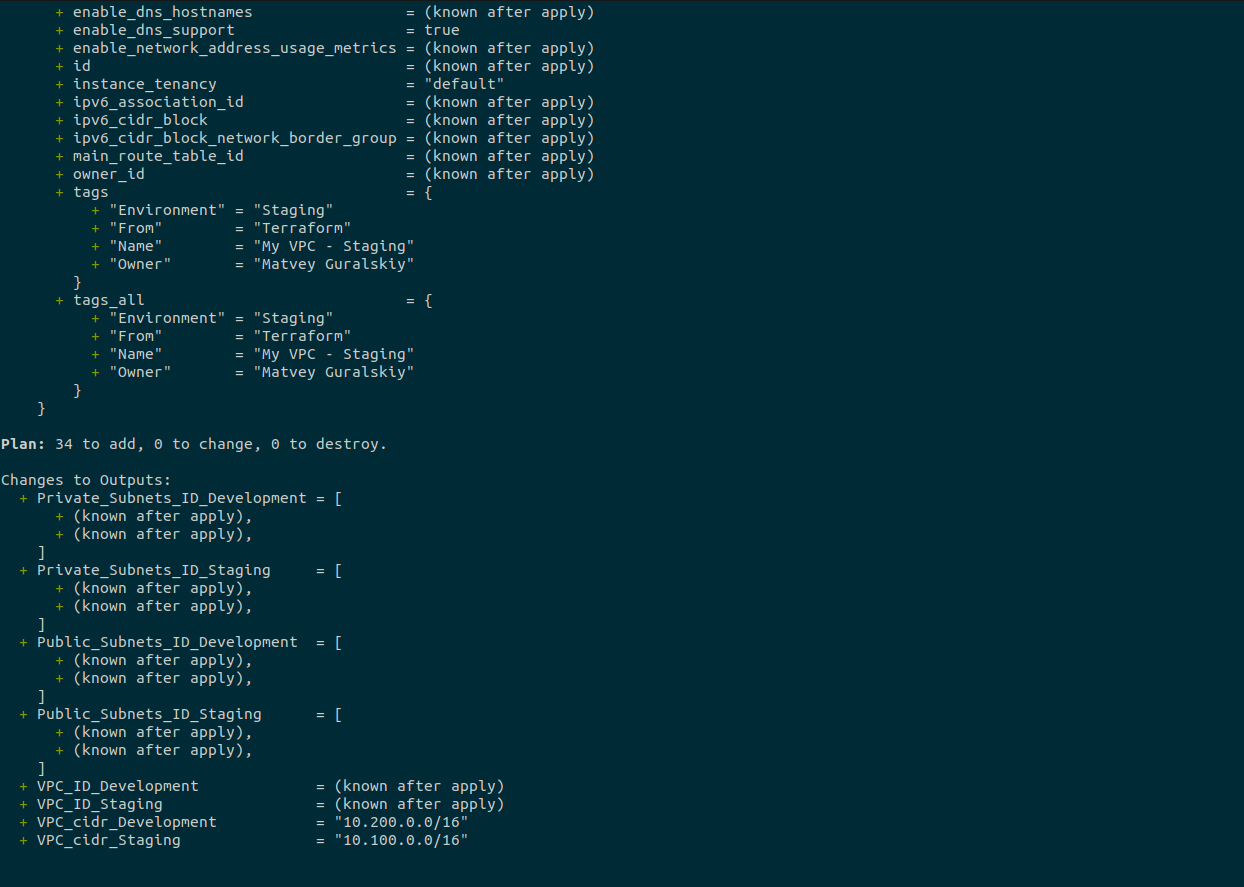 + enable_dns_hostnames                 = (known after apply)
      + enable_dns_support                   = true
      + enable_network_address_usage_metrics = (known after apply)
      + id                                   = (known after apply)
      + instance_tenancy                     = "default"
      + ipv6_association_id                  = (known after apply)
      + ipv6_cidr_block                      = (known after apply)
      + ipv6_cidr_block_network_border_group = (known after apply)
      + main_route_table_id                  = (known after apply)
      + owner_id                             = (known after apply)
      + tags                                 = {
          + "Environment" = "Staging"
          + "From"        = "Terraform"
          + "Name"        = "My VPC - Staging"
          + "Owner"       = "Matvey Guralskiy"
        }
      + tags_all                             = {
          + "Environment" = "Staging"
          + "From"        = "Terraform"
          + "Name"        = "My VPC - Staging"
          + "Owner"       = "Matvey Guralskiy"
        }
    }

Plan: 34 to add, 0 to change, 0 to destroy.

Changes to Outputs:
  + Private_Subnets_ID_Development = [
      + (known after apply),
      + (known after apply),
    ]
  + Private_Subnets_ID_Staging     = [
      + (known after apply),
      + (known after apply),
    ]
  + Public_Subnets_ID_Development  = [
      + (known after apply),
      + (known after apply),
    ]
  + Public_Subnets_ID_Staging      = [
      + (known after apply),
      + (known after apply),
    ]
  + VPC_ID_Development             = (known after apply)
  + VPC_ID_Staging                 = (known after apply)
  + VPC_cidr_Development           = "10.200.0.0/16"
  + VPC_cidr_Staging               = "10.100.0.0/16"